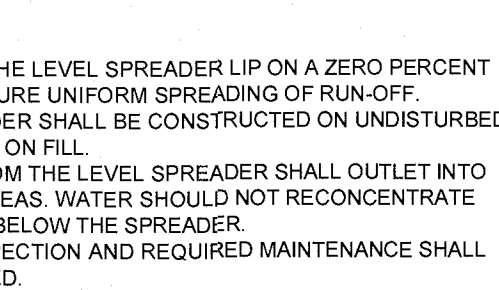 HE LEVEL SPREADER LIP ON A ZERO PERCENT
URE UNIFORM SPREADING OF RUN-OFF.
DER SHALL BE CONSTRUCTED ON UNDISTURBED
ON FILL.
OM THE LEVEL SPREADER SHALL OUTLET INTO
EAS. WATER SHOULD NOT RECONCENTRATE
BELOW THE SPREADER.
PECTION AND REQUIRED MAINTENANCE SHALL
ED.